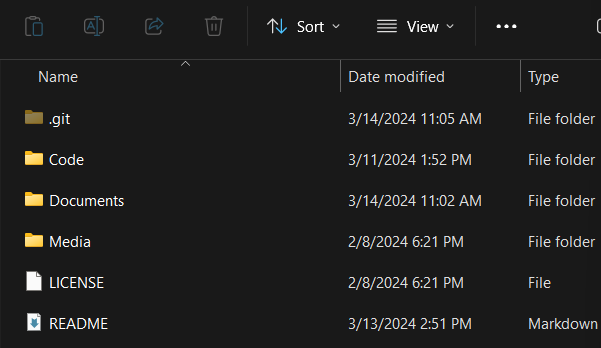 Sort View
Name Date modified Type
.git 3/14/2024 11:05 AM File folder
Code 3/11/2024 1:52 PM File folder
Documents 3/14/2024 11:02 AM File folder
Media 2/8/2024 6:21 PM File folder
LICENSE 2/8/2024 6:21 PM File
README 3/13/2024 2:51 PM Markdown